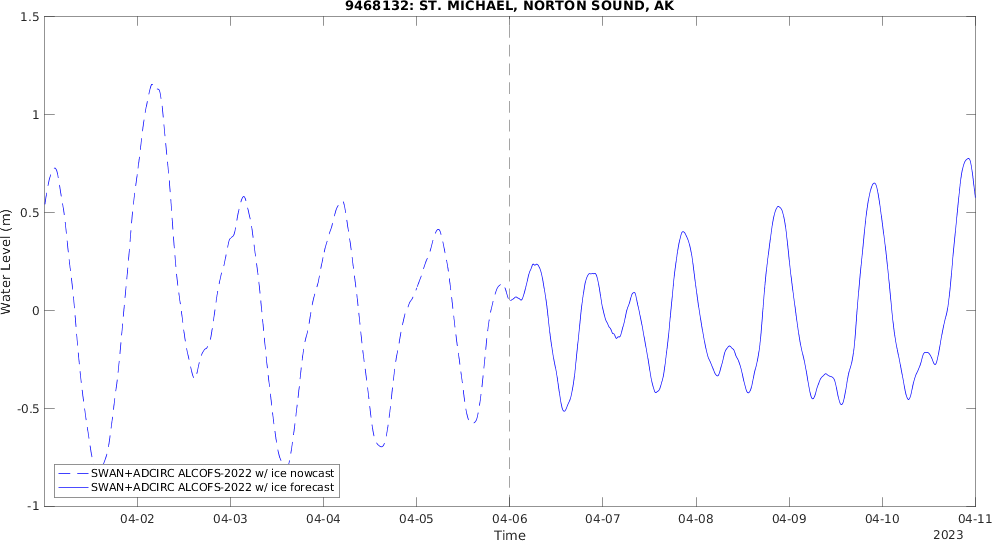 9468132: ST. MICHAEL, NORTON SOUND, AK
1.5
1
0.5
0
-0.5
-1
Water Level (m)
SWAN+ADCIRC ALCOFS-2022 w/ ice nowcast
SWAN+ADCIRC ALCOFS-2022 w/ ice forecast
04-02 04-03 04-04 04-05 04-06 04-07 04-08 04-09 04-10 04-11
Time
2023